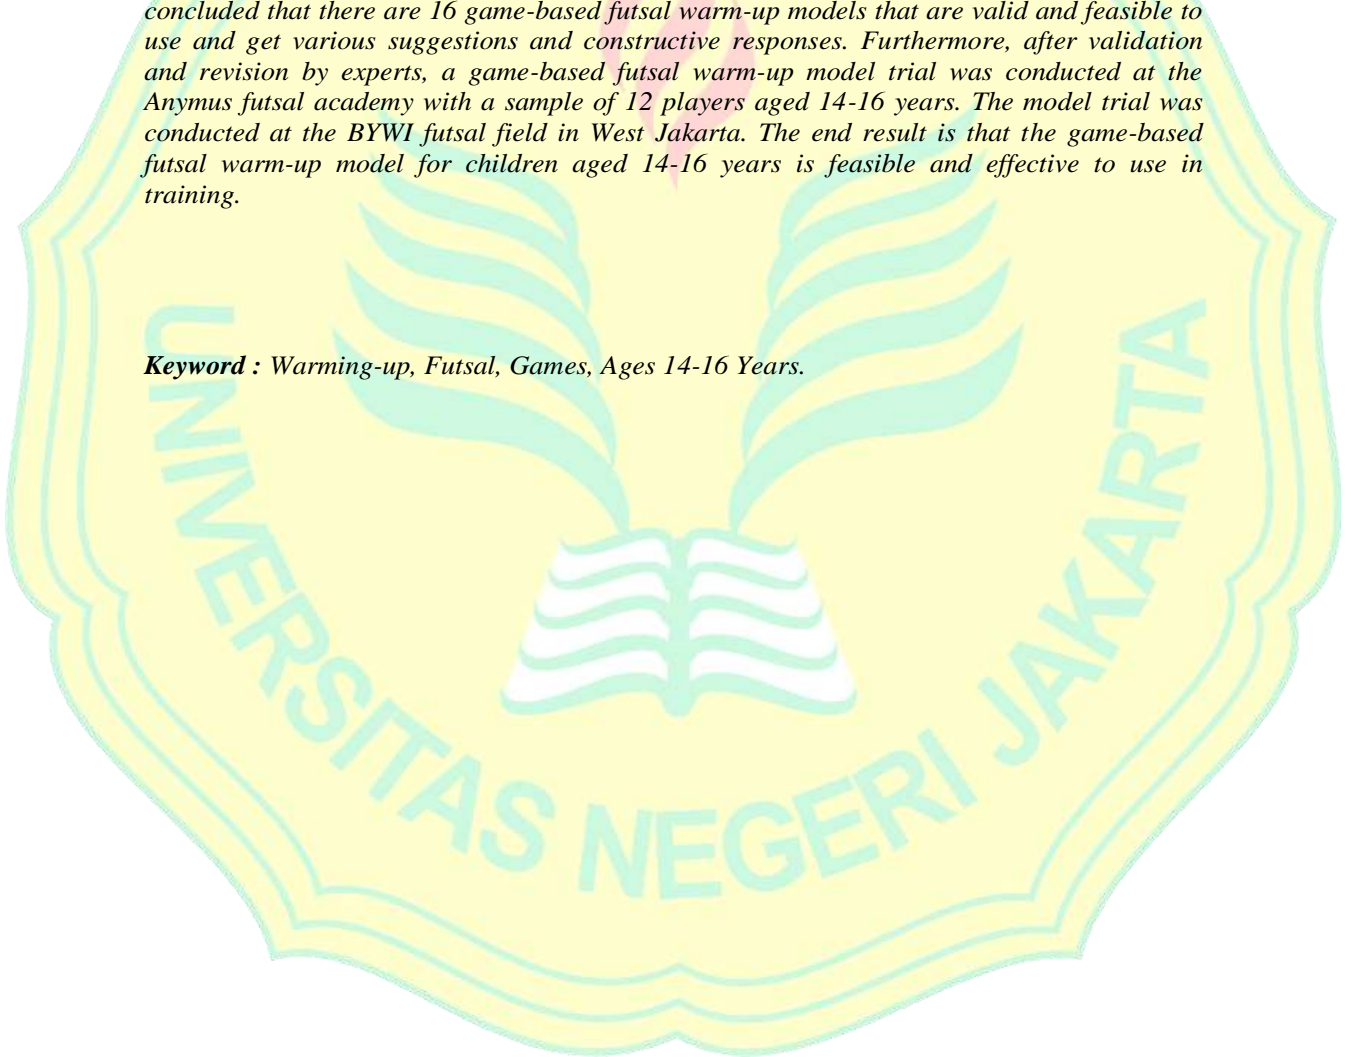 concluded that there are 16 game-based futsal warm-up models that are valid and feasible to
use and get various suggestions and constructive responses. Furthermore, after validation
and revision by experts, a game-based futsal warm-up model trial was conducted at the
Anymus futsal academy with a sample of 12 players aged 14-16 years. The model trial was
conducted at the BYWI futsal field in West Jakarta. The end result is that the game-based
futsal warm-up model for children aged 14-16 years is feasible and effective to use in
training.
Keyword : Warming-up, Futsal, Games, Ages 14-16 Years.
UNIVERSITAS NEGERI JAKARTA